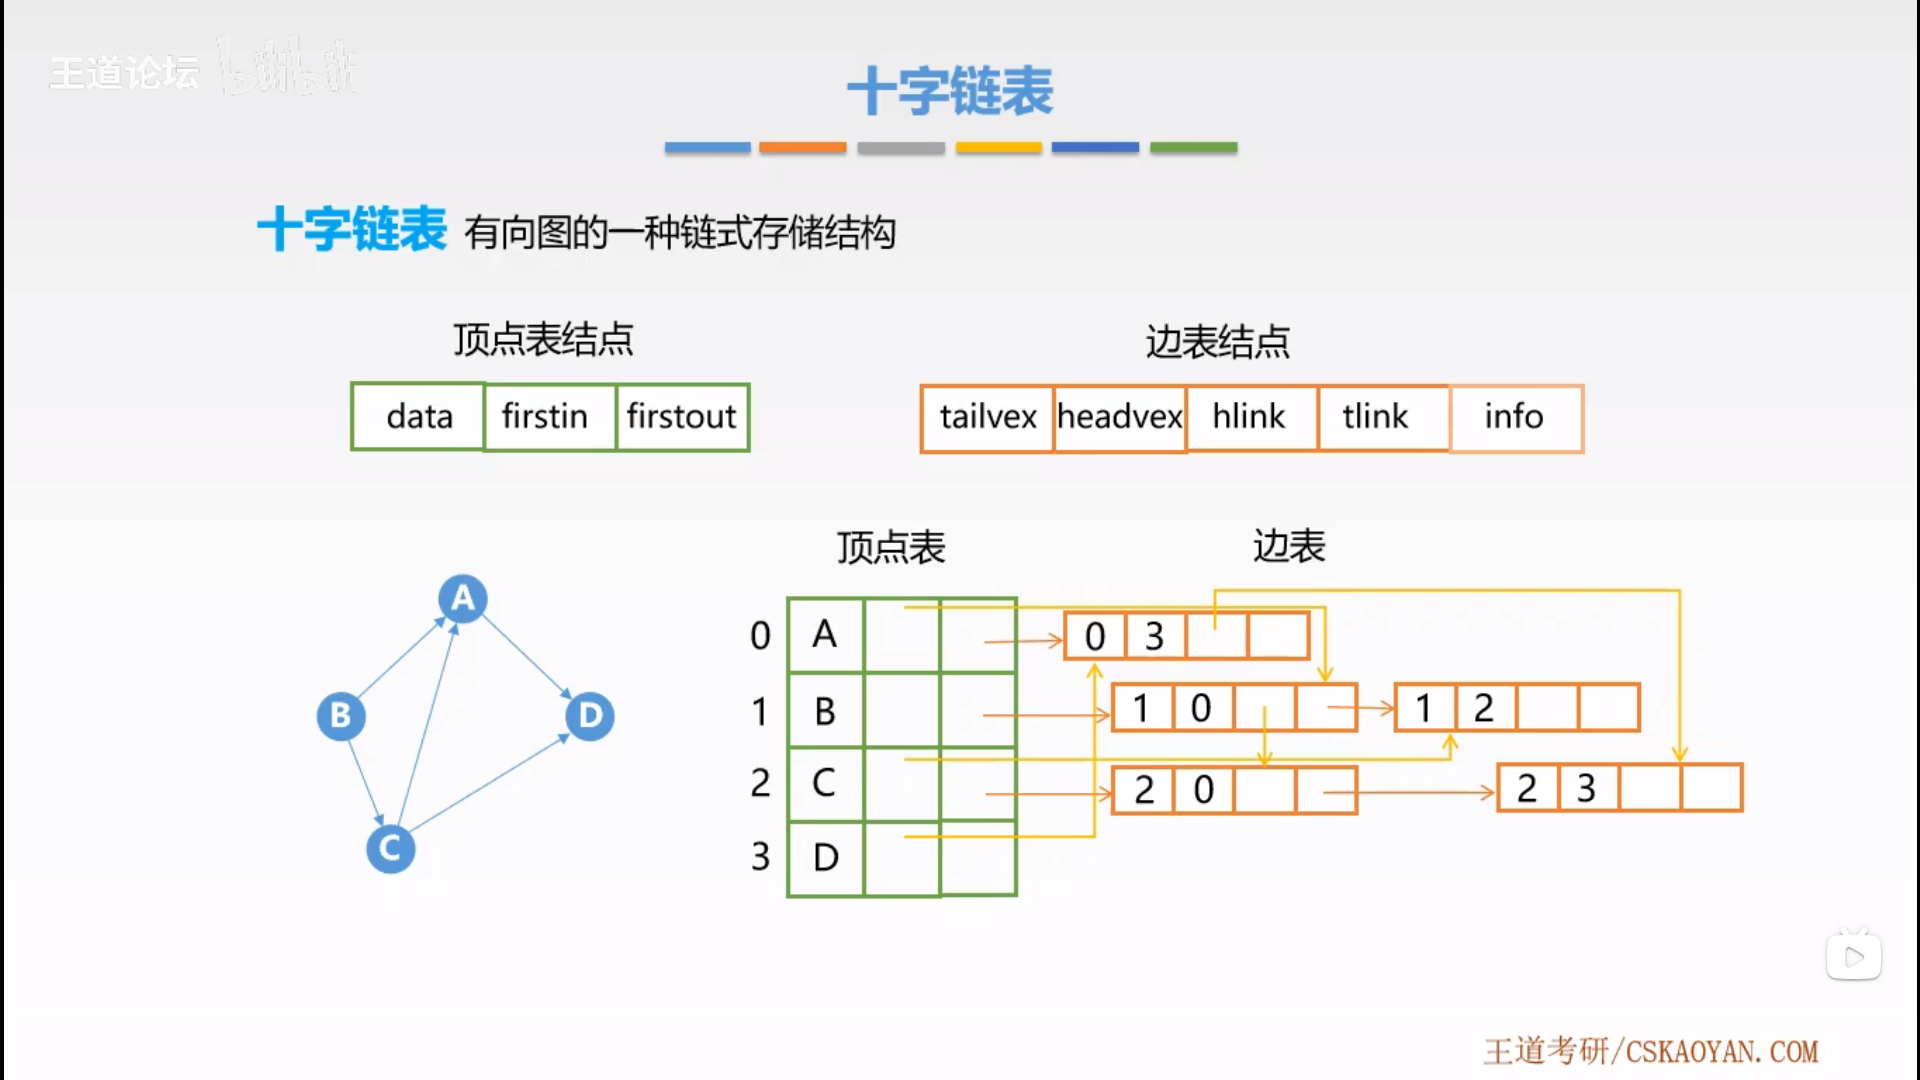 王道论坛 bilibili
十字链表
十字链表 有向图的一种链式存储结构
顶点表结点
data firstin firstout
边表结点
tailvex headvex hlink tlink info
顶点表 边表
A
B
C
D
0 A 0 3
1 B 1 0 1 2
2 C 2 0 2 3
3 D
王道考研/CSKAOYAN.COM